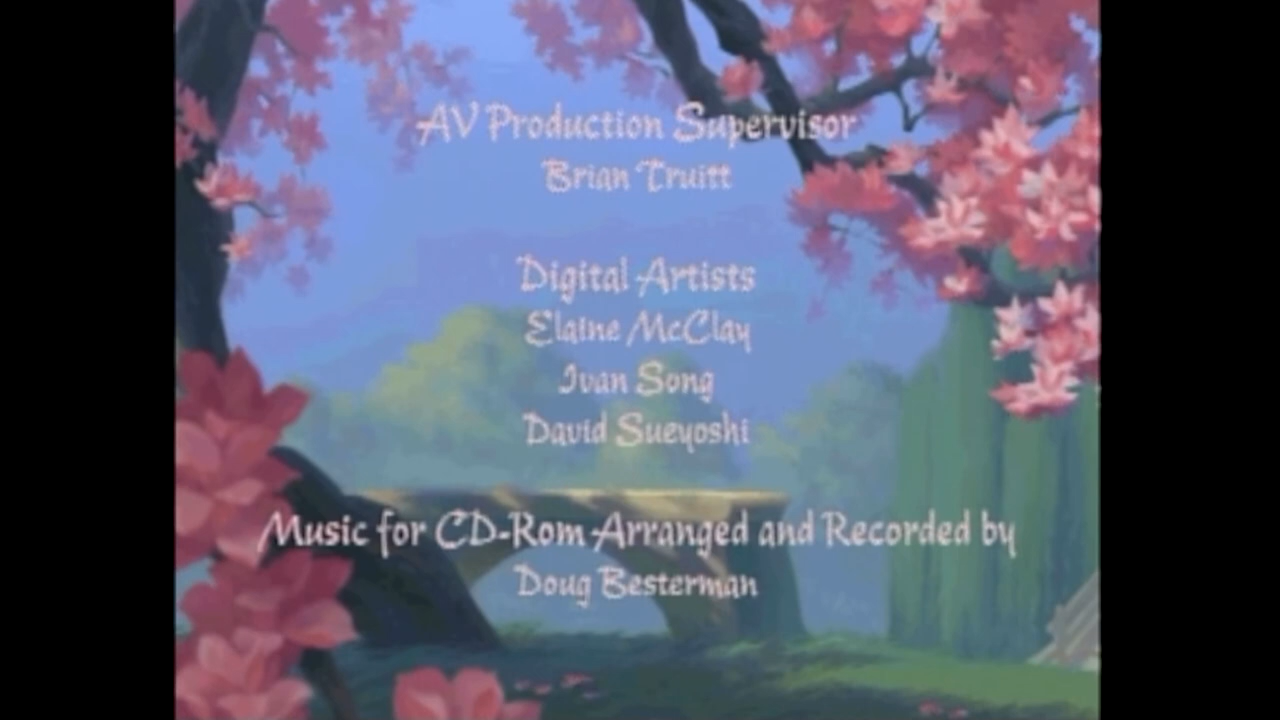 AV Production Supervisor
Brian Truitt
Digital Artists
Elaine McClay
Ivan Song
David Sueyoshi
Music for CD-Rom Arranged and Recorded by
Doug Besterman